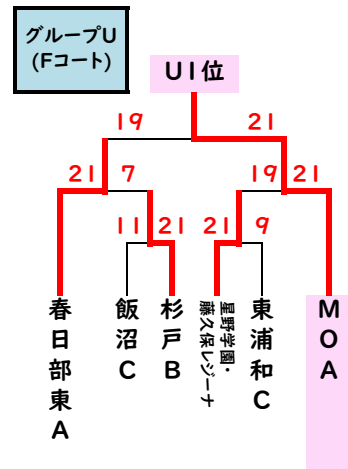 グループU
(Fコート)
U1位
19 21
21 7 19 21
11 21 21 9
春日部東A
飯沼C
杉戸B
星野学園・
藤久保レジーナ
東浦和C
MOA